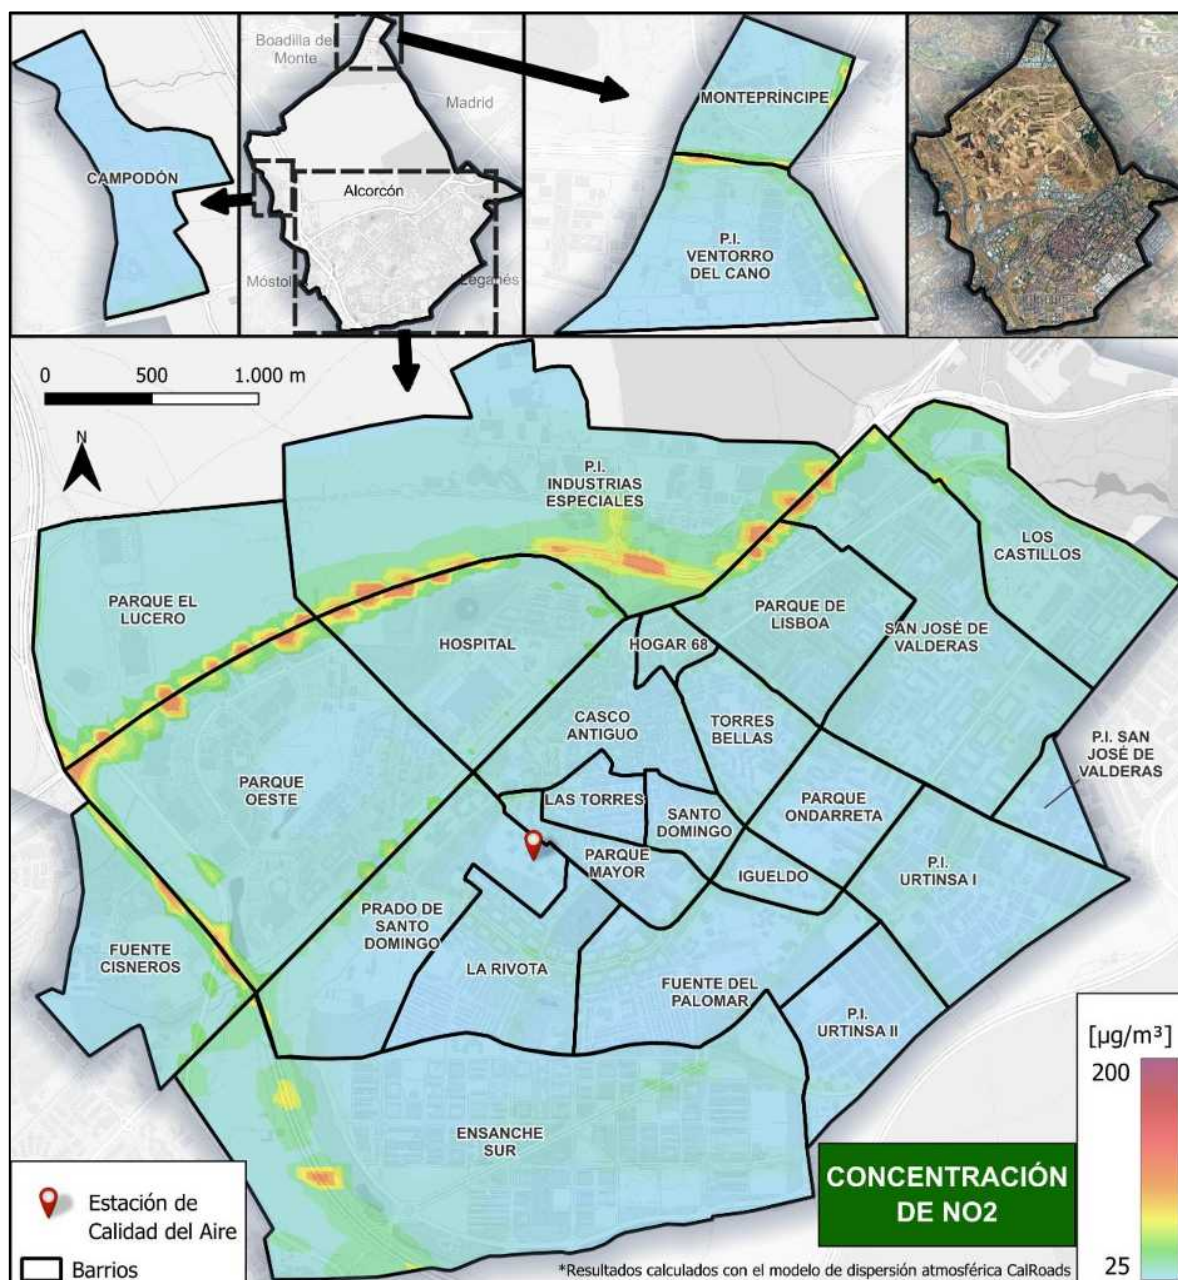 Boadilla de
Monte
Madrid
Alcorcón
Leganés
CAMPODÓN
MONTEPRÍNCIPE
P.I.
VENTORRO
DEL CANO
0 500 1.000 m
N
P.I.
INDUSTRIAS
ESPECIALES
LOS
CASTILLOS
PARQUE EL
LUCERO
HOSPITAL
HOGAR 68
PARQUE DE
LISBOA
SAN JOSÉ DE
VALDERAS
CASCO
ANTIGUO
TORRES
BELLAS
P.I. SAN
JOSÉ DE
VALDERAS
PARQUE
OESTE
LAS TORRES
SANTO
DOMINGO
PARQUE
ONDARRETA
PARQUE
MAYOR
IGUELDO
P.I.
URTINSA I
PRADO DE
SANTO
DOMINGO
FUENTE
CISNEROS
LA RIVOTA
FUENTE DEL
PALOMAR
P.I.
URTINSA II
ENSANCHE
SUR
[µg/m³]
200
25
Estación de
Calidad del Aire
Barrios
CONCENTRACIÓN
DE NO2
*Resultados calculados con el modelo de dispersión atmosférica CalRoads